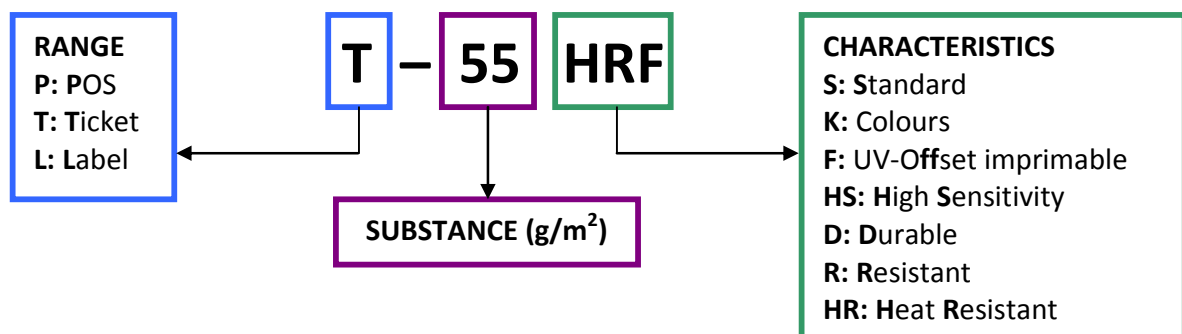 T – 55 HRF
RANGE
P: POS
T: Ticket
L: Label
SUBSTANCE (g/m²)
CHARACTERISTICS
S: Standard
K: Colours
F: UV-Offset imprimable
HS: High Sensitivity
D: Durable
R: Resistant
HR: Heat Resistant